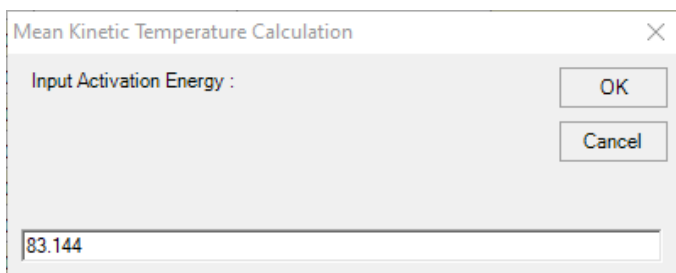 Mean Kinetic Temperature Calculation
Input Activation Energy :
OK
Cancel
83.144